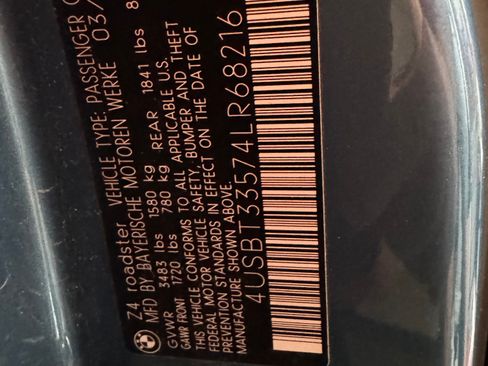 Z4 roadster VEHICLE TYPE: PASSENGER
MFD BY BAYERISCHE MOTOREN WERKE 03/
GVWR 3483 lbs 1580 kg
GAWR FRONT 1720 lbs 780 kg REAR 1841 lbs 8
THIS VEHICLE CONFORMS TO ALL APPLICABLE U.S.
FEDERAL MOTOR VEHICLE SAFETY, BUMPER AND THEFT
PREVENTION STANDARDS IN EFFECT ON THE DATE OF
MANUFACTURE SHOWN ABOVE.
4USBT33574LR68216